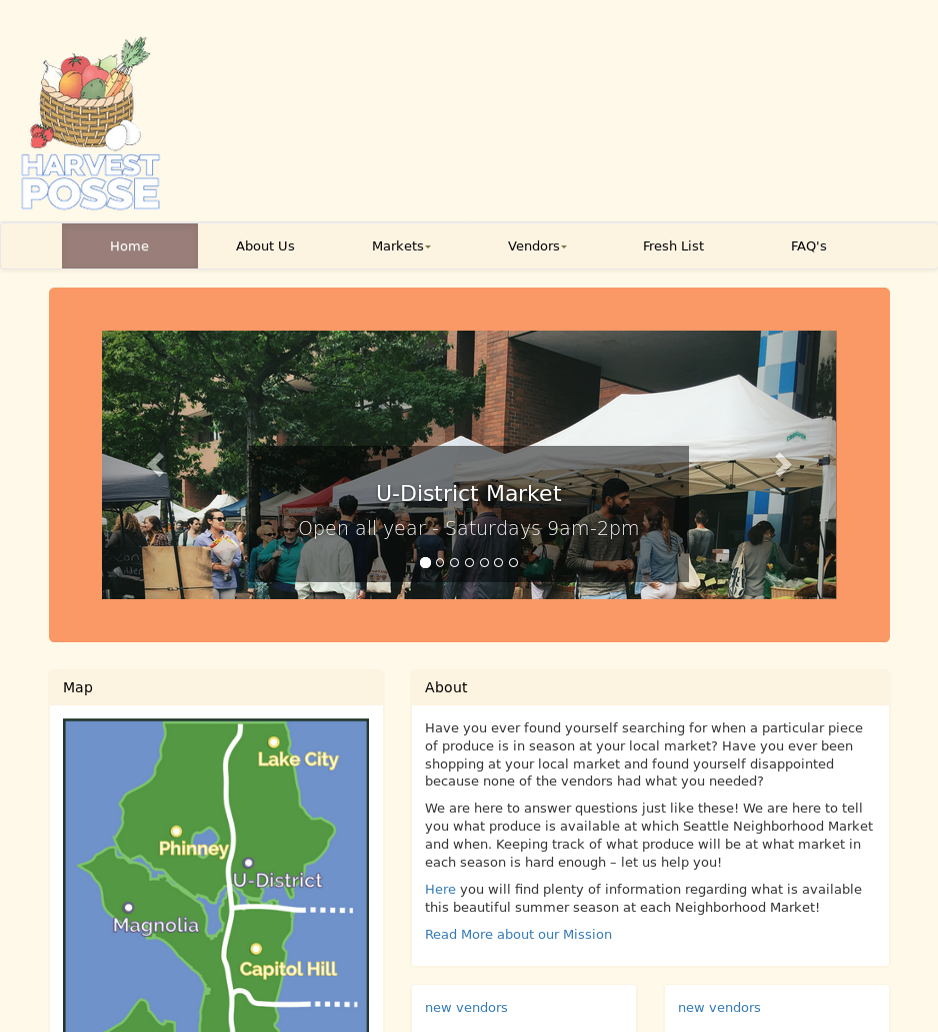 HARVEST
POSSE
Home
About Us
Markets
Vendors
Fresh List
FAQ's
U-District Market
Open all year - Saturdays 9am-2pm
Map
Lake City
Phinney
U-District
Magnolia
Capitol Hill
About
Have you ever found yourself searching for when a particular piece
of produce is in season at your local market? Have you ever been
shopping at your local market and found yourself disappointed
because none of the vendors had what you needed?
We are here to answer questions just like these! We are here to tell
you what produce is available at which Seattle Neighborhood Market
and when. Keeping track of what produce will be at what market in
each season is hard enough – let us help you!
Here you will find plenty of information regarding what is available
this beautiful summer season at each Neighborhood Market!
Read More about our Mission
new vendors
new vendors